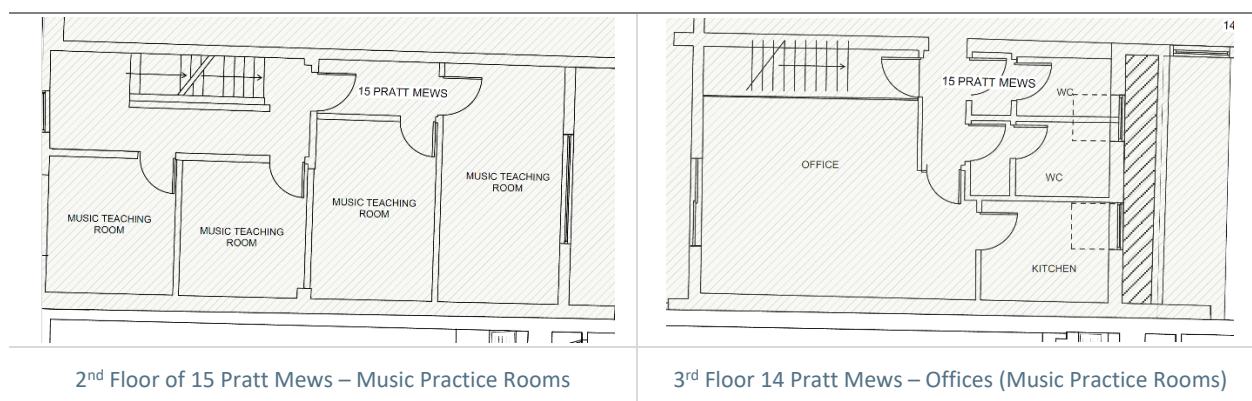 15 PRATT MEWS
MUSIC TEACHING
ROOM
MUSIC TEACHING
ROOM
MUSIC TEACHING
ROOM
MUSIC TEACHING
ROOM
14
15 PRATT MEWS
WC
OFFICE
WC
KITCHEN
2nd Floor of 15 Pratt Mews – Music Practice Rooms
3rd Floor 14 Pratt Mews – Offices (Music Practice Rooms)